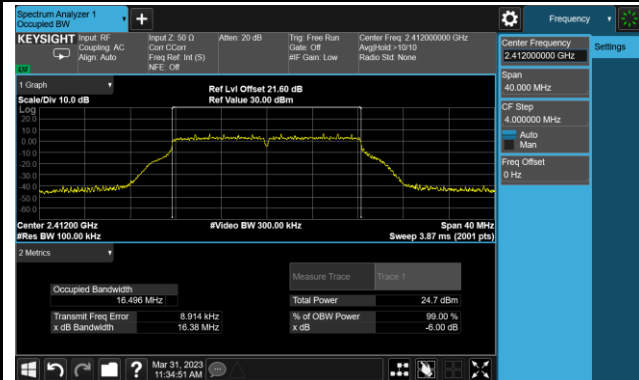 Spectrum Analyzer 1
Occupied BW
Frequency
KEYSIGHT
Input: RF
Coupling: AC
Align: Auto
Input Z: 50 Ω
Corr CCorr
Freq Ref: Int (S)
NFE: Off
Atten: 20 dB
Trig: Free Run
Gate: Off
#IF Gain: Low
Center Freq: 2.412000000 GHz
Avg|Hold:>10/10
Radio Std: None
Center Frequency
2.412000000 GHz
Settings
Span
40.000 MHz
CF Step
4.000000 MHz
Auto
Man
Freq Offset
0 Hz
1 Graph
Scale/Div 10.0 dB
Ref Lvl Offset 21.60 dB
Ref Value 30.00 dBm
Log
20.0
10.0
0.00
-10.0
-20.0
-30.0
-40.0
-50.0
-60.0
Center 2.41200 GHz
#Res BW 100.00 kHz
#Video BW 300.00 kHz
Span 40 MHz
Sweep 3.87 ms (2001 pts)
2 Metrics
Measure Trace
Trace 1
Occupied Bandwidth
16.496 MHz
Total Power
24.7 dBm
Transmit Freq Error
8.914 kHz
% of OBW Power
99.00 %
x dB Bandwidth
16.38 MHz
x dB
-6.00 dB
?
Mar 31, 2023
11:34:51 AM